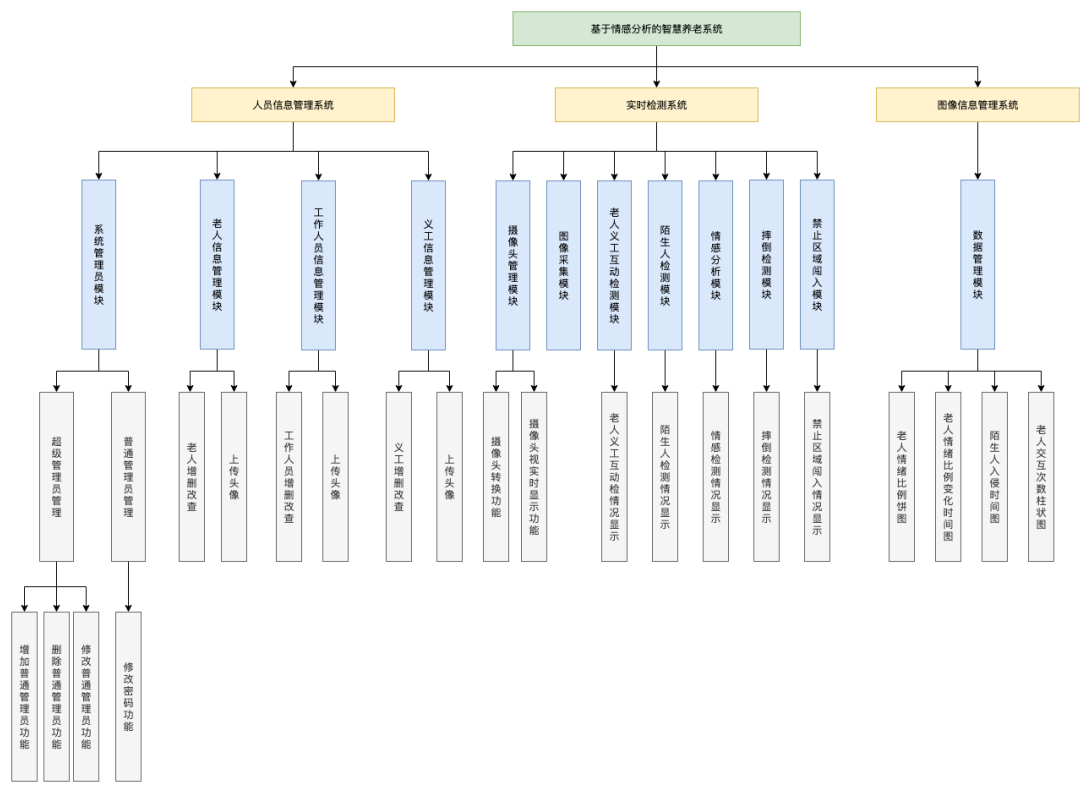 基于情感分析的智慧养老系统
人员信息管理系统
实时检测系统
图像信息管理系统
系统管理员模块
老人信息管理模块
工作人员信息管理模块
义工信息管理模块
摄像头管理模块
图像采集模块
老人义工互动检测模块
陌生人检测模块
情感分析模块
摔倒检测模块
禁止区域闯入模块
数据管理模块
超级管理员管理
普通管理员管理
老人增删改查
上传头像
工作人员增删改查
上传头像
义工增删改查
上传头像
摄像头转换功能
摄像头视实时显示功能
老人义工互动检情况显示
陌生人检测情况显示
情感检测情况显示
摔倒检测情况显示
禁止区域闯入情况显示
老人情绪比例饼图
老人情绪比例变化时间图
陌生人入侵时间图
老人交互次数柱状图
增加普通管理员功能
删除普通管理员功能
修改普通管理员功能
修改密码功能